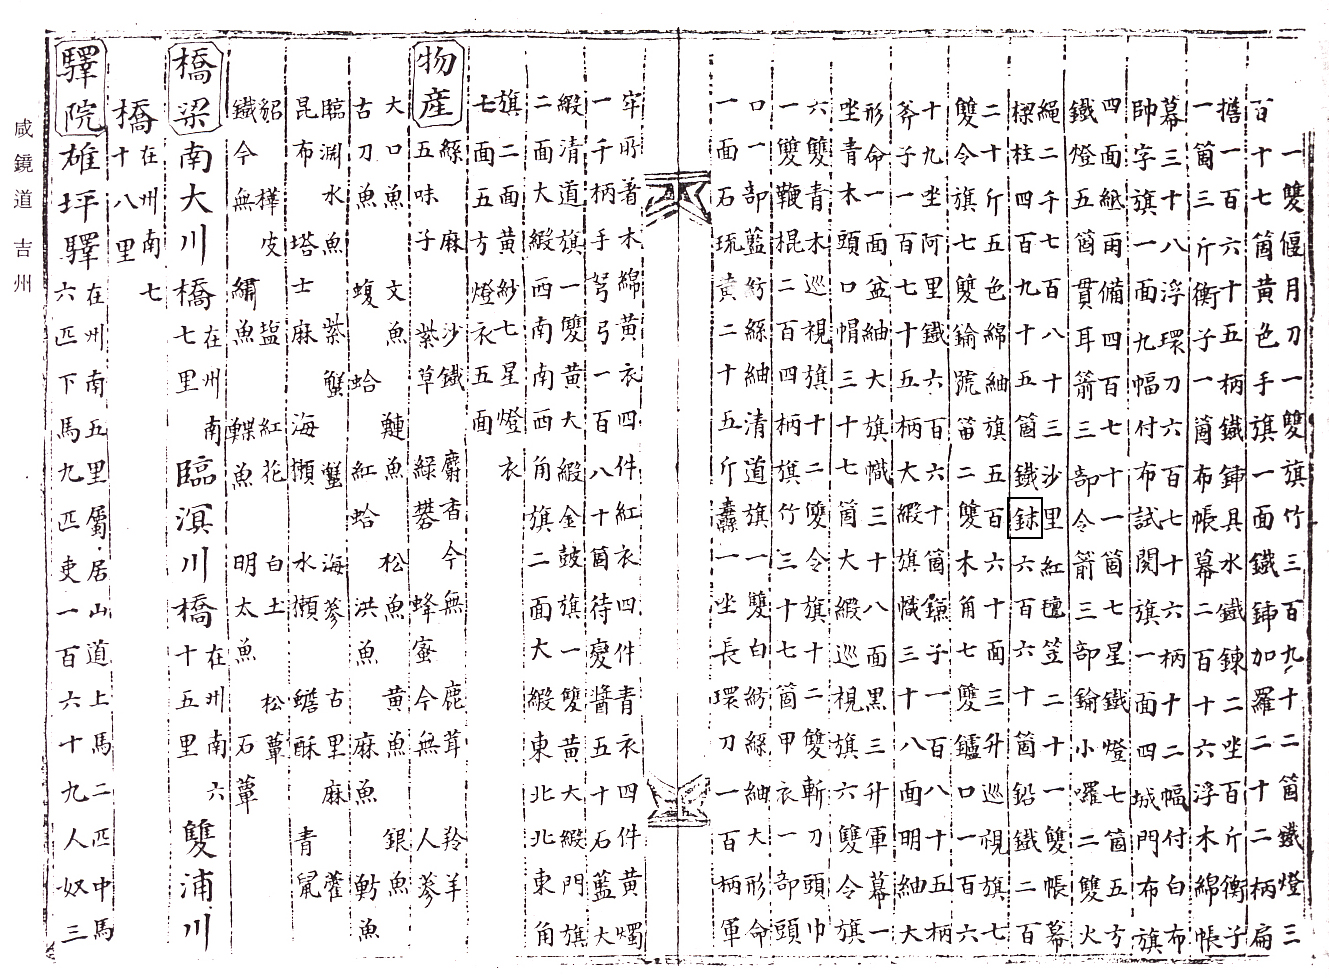 一雙偃月刀一雙旗竹三百九十二箇鐵燈三
百十七箇黃色手旗一面鐵鈽加羅二十二柄扁
擔一百六十五柄鐵鈽具水鐵鍊二坐百斤衡子
一箇三斤衡子一箇布帳幕二百十六浮木綿帳
幕三十八浮環刀六百七十六柄十二幅付白布
帥字旗一面九幅付布試閱旗一面四城門布旗
四面紙雨備四百七十一箇七星鐵燈七箇五方
鐵燈五箇貫耳箭三部令箭三部鍮小囉二雙火
繩二千七百八十三沙里紅氊笠二十一雙帳幕
樑柱四百九十五箇鐵銇六百六十箇鉛鐵二百
二十斤五色綿紬旗五百六十面三升巡視旗七
雙令旗七雙鍮號笛二雙木角七雙鑪口一百六
十九坐阿里鐵六百六十箇鎌子一百八十五柄
斧子一百七十五柄大緞旗幟三十八面明紬大
形命一面盆紬大旗幟三十八面黑三升軍幕一
坐青木頭口帽三十七箇大緞巡視旗六雙令旗
六雙青木巡視旗十二雙令旗十二雙斬刀頭巾
一雙鞭棍二百四柄旗竹三十七箇甲衣一部頭
口一部藍紡絲紬清道旗一雙白紡絲紬大形命
一面石硫黃二十五斤纛一坐長環刀一百柄軍
牢所著木綿黃衣四件紅衣四件青衣四件黃燭
一千柄手弩弓一百八十箇待變醬五十石藍大
緞清道旗一雙黃大緞金鼓旗一雙黃大緞門旗
二面大緞西南南西角旗二面大緞東北北東角
旗二面黃紗七星燈衣
七面五方燈衣五面
物產
絲 麻 沙鐵 麝香今無 鹿茸 羚羊
五味子 紫草 綠礬 蜂蜜今無 人蔘
大口魚 文魚 鰱魚 松魚 黃魚 銀魚
古刀魚 蝮 蛤 紅蛤 洪魚 麻魚 魴魚
臨淵水魚 紫蟹 蟹 海蔘 古里麻 藿
昆布 塔士麻 海獺 水獺 蟾酥 青鼠
貂 樺皮 鹽 紅花 白土 松蕈
鐵今無 繡魚 鰈魚 明太魚 石蕈
橋梁 南大川橋在州南七里 臨溟川橋在州南六十五里 雙浦川
橋在州南七十八里
驛院 雄坪驛在州南五里屬居山道上馬二匹中馬六匹下馬九匹吏一百六十九人奴三
咸鏡道 吉州